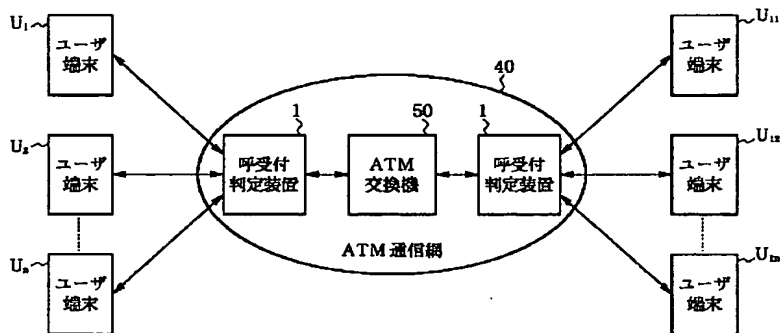 U1
ユーザ
端末
U2
ユーザ
端末
Un
ユーザ
端末
40
1
呼受付
判定装置
50
ATM
交換機
1
呼受付
判定装置
ATM 通信網
U11
ユーザ
端末
U12
ユーザ
端末
U1n
ユーザ
端末